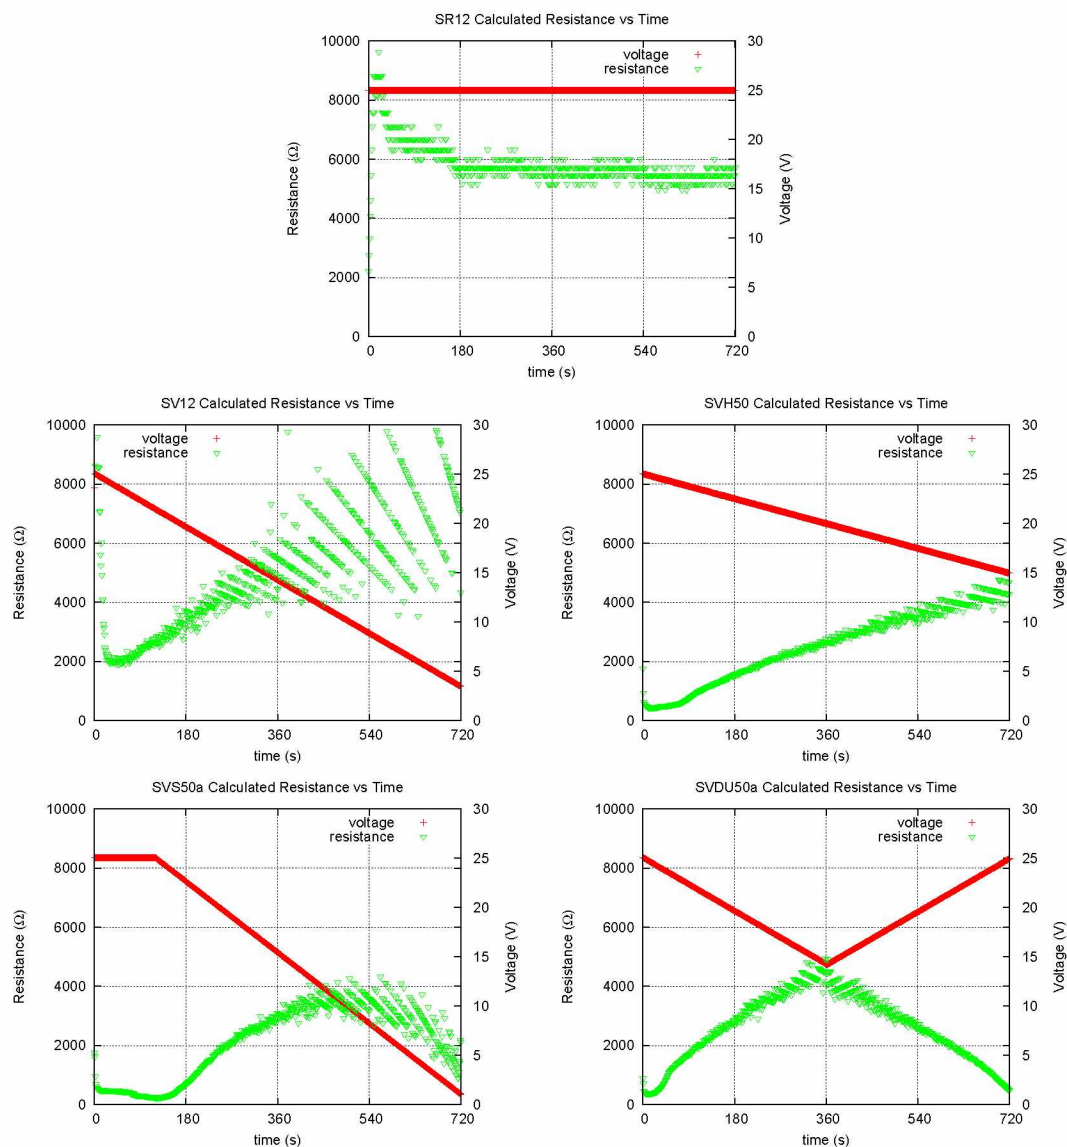 SR12 Calculated Resistance vs Time
voltage
resistance
Resistance (Ω)
Voltage (V)
10000
8000
6000
4000
2000
0
30
25
20
15
10
5
0
0 180 360 540 720
time (s)
SV12 Calculated Resistance vs Time
voltage
resistance
Resistance (Ω)
Voltage (V)
10000
8000
6000
4000
2000
0
30
25
20
15
10
5
0
0 180 360 540 720
time (s)
SVH50 Calculated Resistance vs Time
voltage
resistance
Resistance (Ω)
Voltage (V)
10000
8000
6000
4000
2000
0
30
25
20
15
10
5
0
0 180 360 540 720
time (s)
SVS50a Calculated Resistance vs Time
voltage
resistance
Resistance (Ω)
Voltage (V)
10000
8000
6000
4000
2000
0
30
25
20
15
10
5
0
0 180 360 540 720
time (s)
SVDU50a Calculated Resistance vs Time
voltage
resistance
Resistance (Ω)
Voltage (V)
10000
8000
6000
4000
2000
0
30
25
20
15
10
5
0
0 180 360 540 720
time (s)